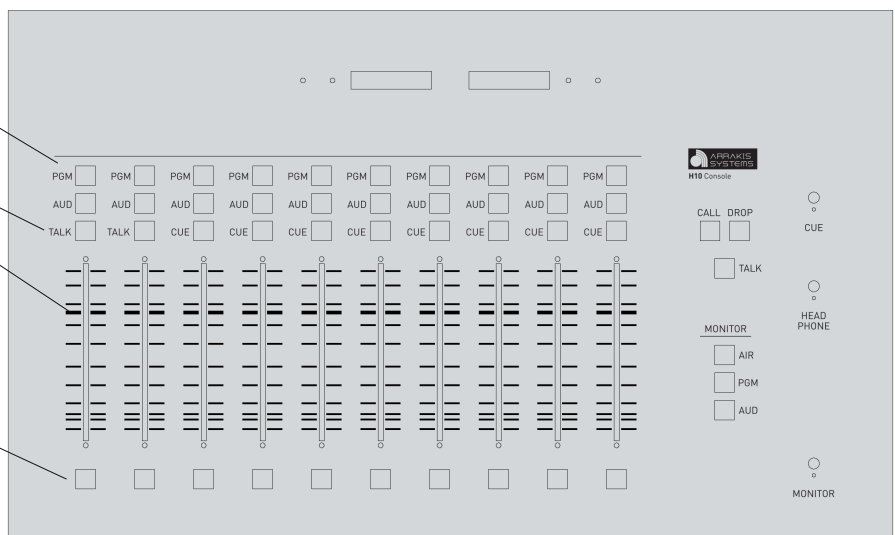 PGM PGM PGM PGM PGM PGM PGM PGM PGM PGM
AUD AUD AUD AUD AUD AUD AUD AUD AUD AUD
TALK TALK CUE CUE CUE CUE CUE CUE CUE CUE
ARRAKIS
SYSTEMS
H10 Console
CALL DROP
TALK
MONITOR
AIR
PGM
AUD
CUE
HEAD
PHONE
MONITOR